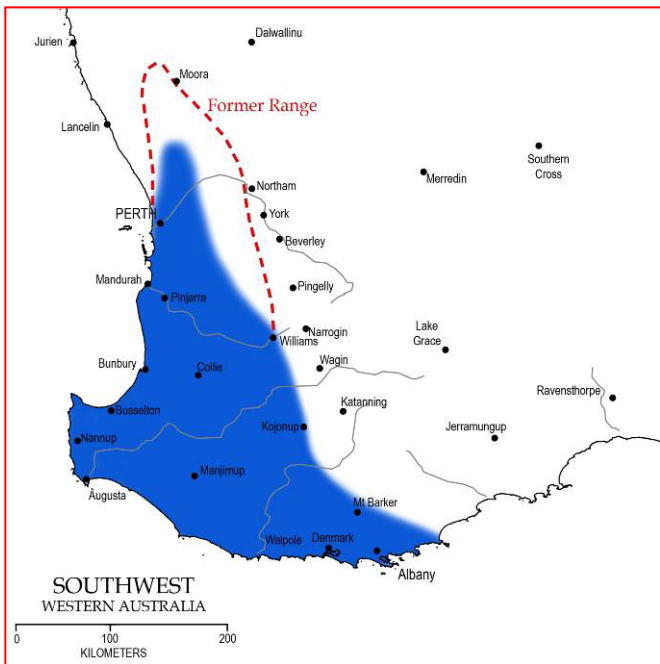 Jurien
Dalwallinu
Moora
Former Range
Lancelin
Southern
Cross
Merredin
Northam
PERTH
York
Beverley
Mandurah
Pinjarra
Pingelly
Williams
Narrogin
Lake
Grace
Bunbury
Collie
Wagin
Ravensthorpe
Busselton
Katanning
Nannup
Kojonup
Jerramungup
Augusta
Manjimup
Mt Barker
Walpole
Denmark
Albany
SOUTHWEST
WESTERN AUSTRALIA
0 100 200
KILOMETERS